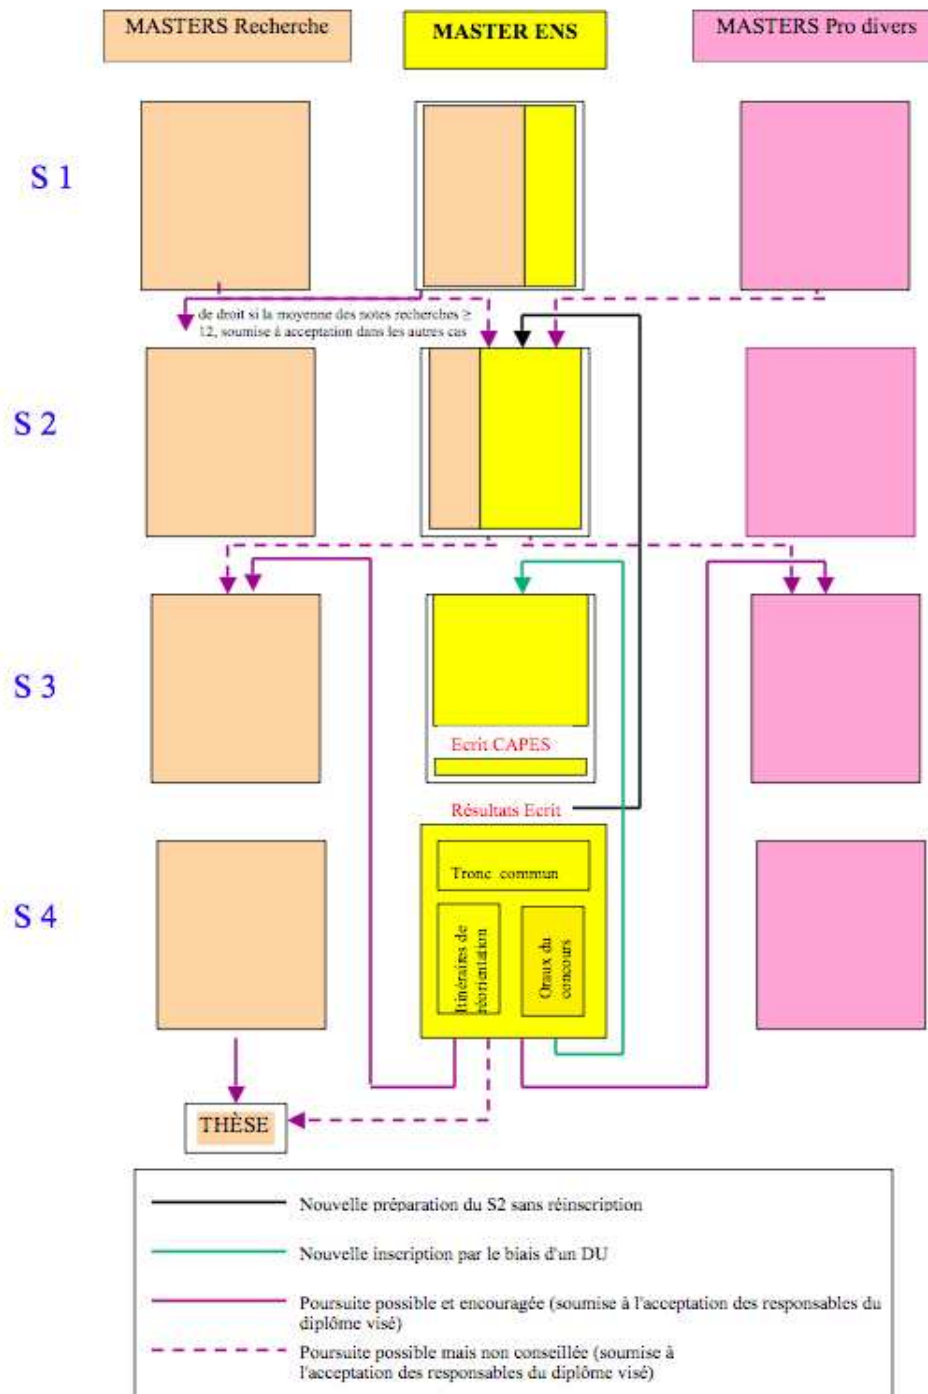 MASTERS Recherche
MASTER ENS
MASTERS Pro divers
S 1
de droit si la moyenne des notes recherches ≥
12, soumise à acceptation dans les autres cas
S 2
S 3
Ecrit CAPES
Résultats Ecrit
S 4
Tronc commun
Itinéraires de
réorientation
Oraux du
concours
THÈSE
Nouvelle préparation du S2 sans réinscription
Nouvelle inscription par le biais d'un DU
Poursuite possible et encouragée (soumise à l'acceptation des responsables du
diplôme visé)
Poursuite possible mais non conseillée (soumise à
l'acceptation des responsables du diplôme visé)